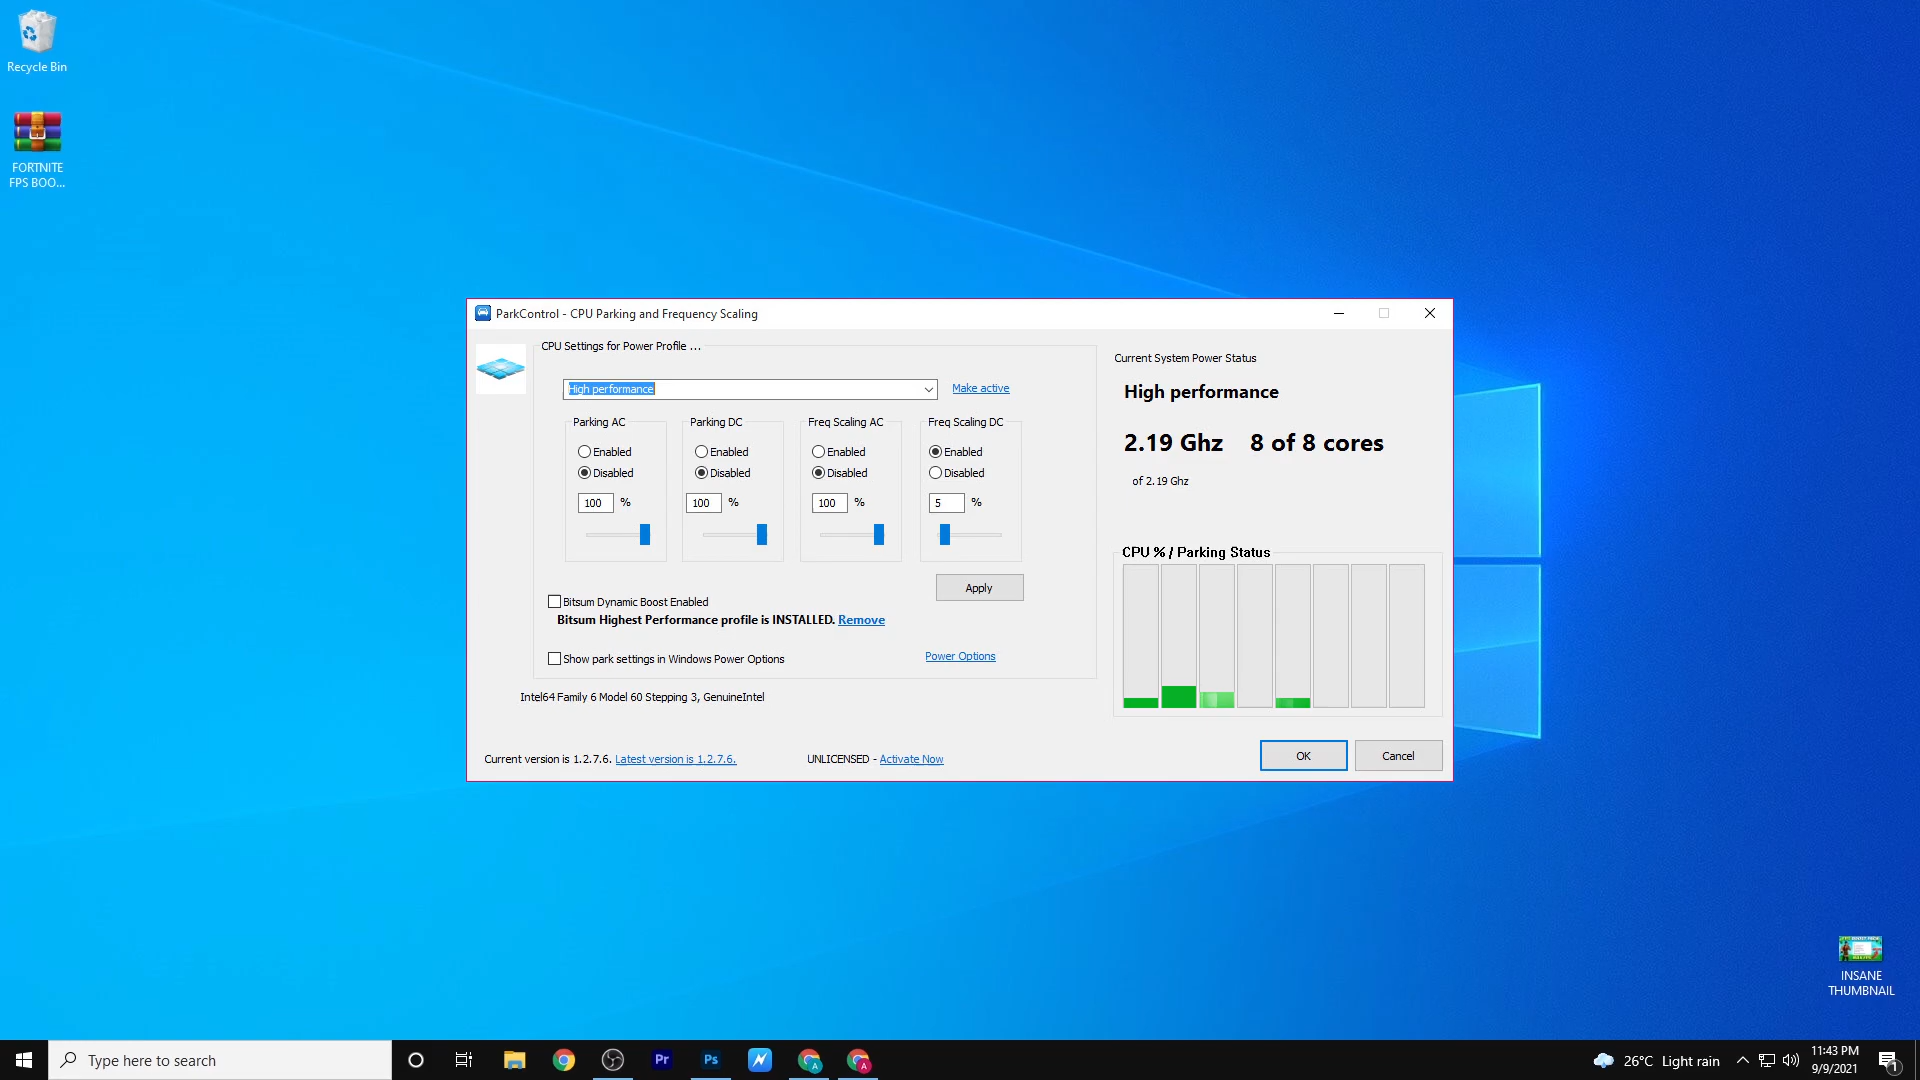 Recycle Bin
FORTNITE
FPS BOO...
ParkControl - CPU Parking and Frequency Scaling
CPU Settings for Power Profile ...
High performance
Make active
Parking AC
Enabled
Disabled
100 %
Parking DC
Enabled
Disabled
100 %
Freq Scaling AC
Enabled
Disabled
100 %
Freq Scaling DC
Enabled
Disabled
5 %
Apply
Bitsum Dynamic Boost Enabled
Bitsum Highest Performance profile is INSTALLED. Remove
Show park settings in Windows Power Options
Power Options
Intel64 Family 6 Model 60 Stepping 3, GenuineIntel
Current version is 1.2.7.6. Latest version is 1.2.7.6.
UNLICENSED - Activate Now
Current System Power Status
High performance
2.19 Ghz 8 of 8 cores
of 2.19 Ghz
CPU % / Parking Status
OK
Cancel
INSANE
THUMBNAIL
Type here to search
Pr
Ps
A
A
26°C Light rain
11:43 PM
9/9/2021
1